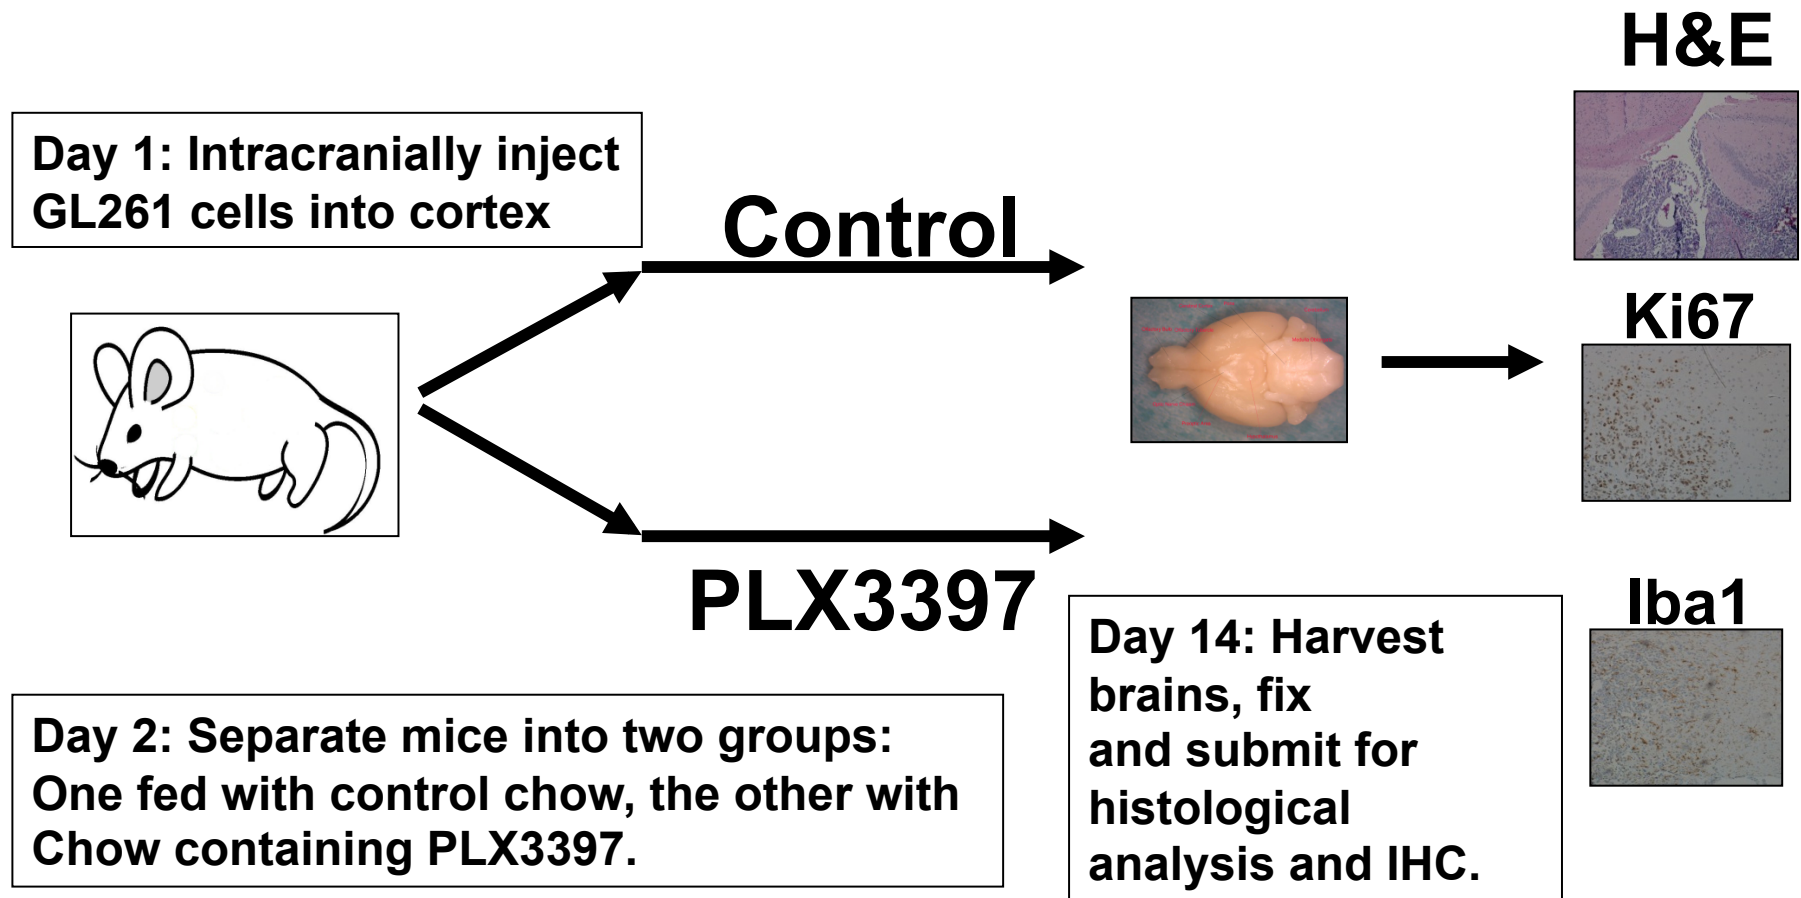 H&E
Day 1: Intracranially inject
GL261 cells into cortex
Control
Ki67
PLX3397
Iba1
Day 14: Harvest
brains, fix
and submit for
histological
analysis and IHC.
Day 2: Separate mice into two groups:
One fed with control chow, the other with
Chow containing PLX3397.